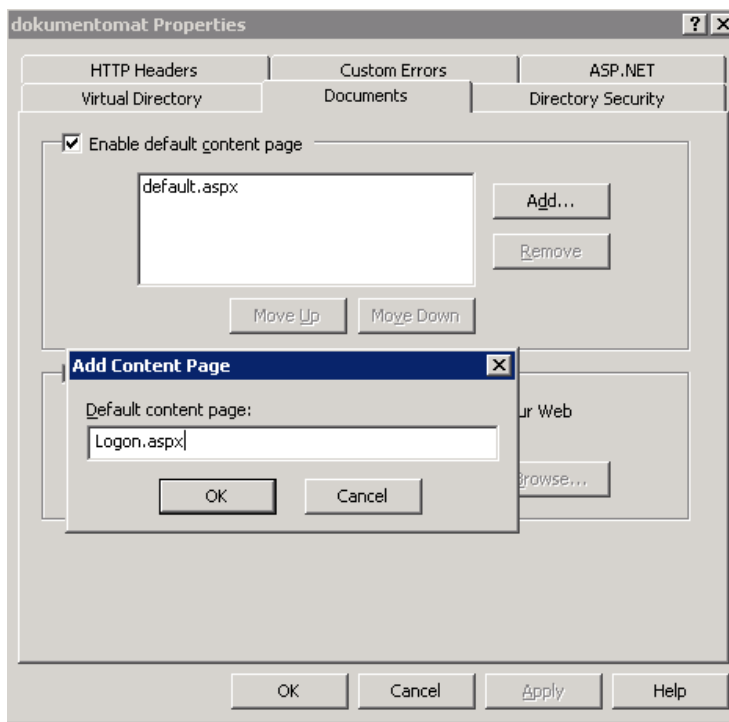 dokumentomat Properties
HTTP Headers Custom Errors ASP.NET
Virtual Directory Documents Directory Security
Enable default content page
default.aspx
Add...
Remove
Move Up Move Down
Add Content Page
Default content page:
ur Web
Logon.aspx
Browse...
OK Cancel
OK Cancel Apply Help